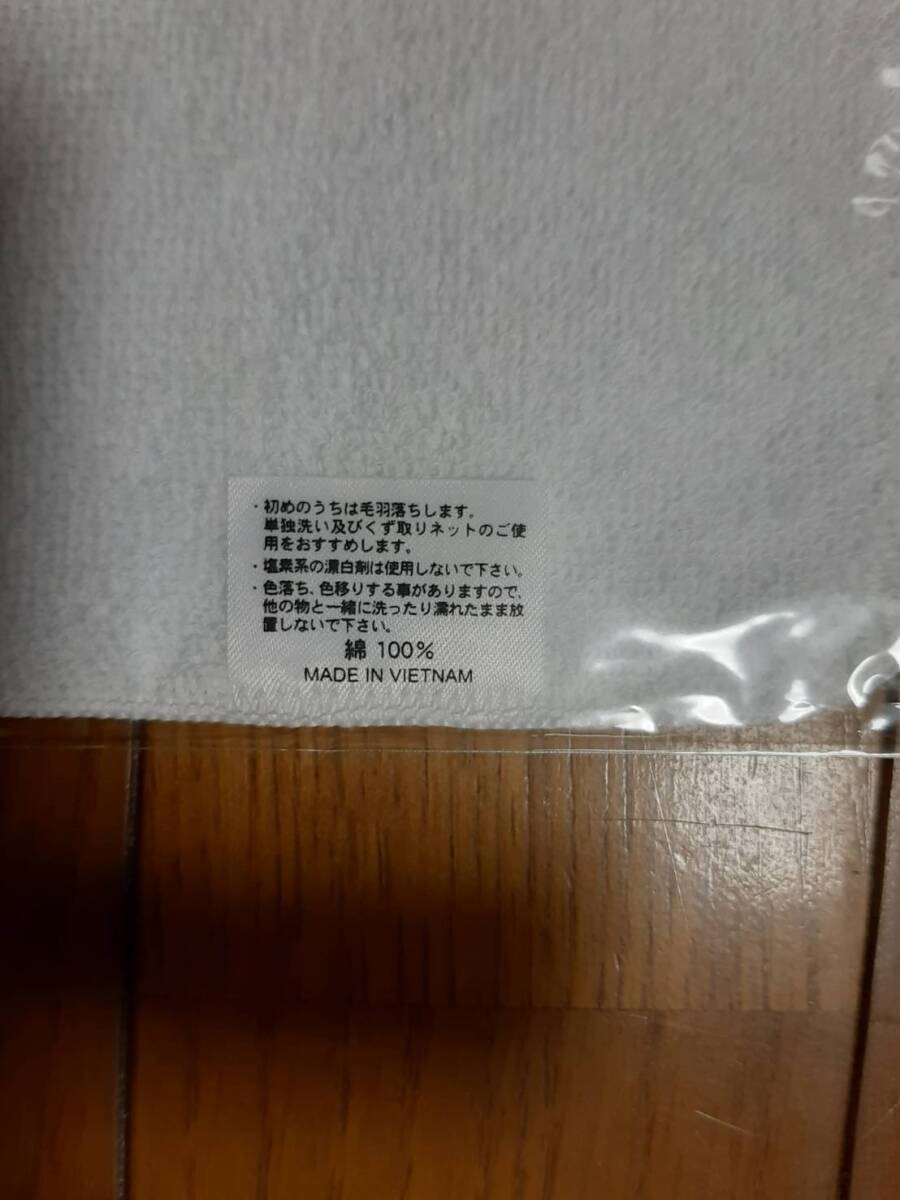 ・初めのうちは毛羽落ちします。
単独洗い及びくず取りネットのご使
用をおすすめします。
・塩素系の漂白剤は使用しないで下さい。
・色落ち、色移りする事がありますので、
他の物と一緒に洗ったり濡れたまま放
置しないで下さい。
綿 100%
MADE IN VIETNAM